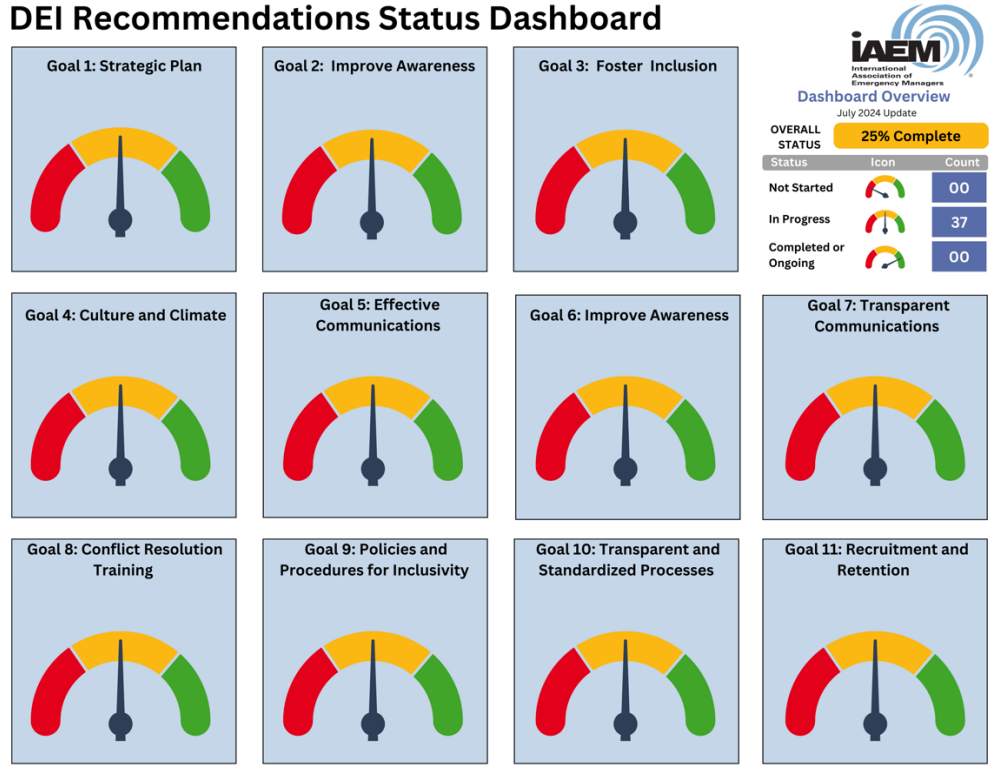 DEI Recommendations Status Dashboard
iAEM
International
Association of
Emergency Managers
Dashboard Overview
July 2024 Update
OVERALL
STATUS
25% Complete
Status Icon Count
Not Started 00
In Progress 37
Completed or
Ongoing
00
Goal 1: Strategic Plan
Goal 2: Improve Awareness
Goal 3: Foster Inclusion
Goal 4: Culture and Climate
Goal 5: Effective
Communications
Goal 6: Improve Awareness
Goal 7: Transparent
Communications
Goal 8: Conflict Resolution
Training
Goal 9: Policies and
Procedures for Inclusivity
Goal 10: Transparent and
Standardized Processes
Goal 11: Recruitment and
Retention